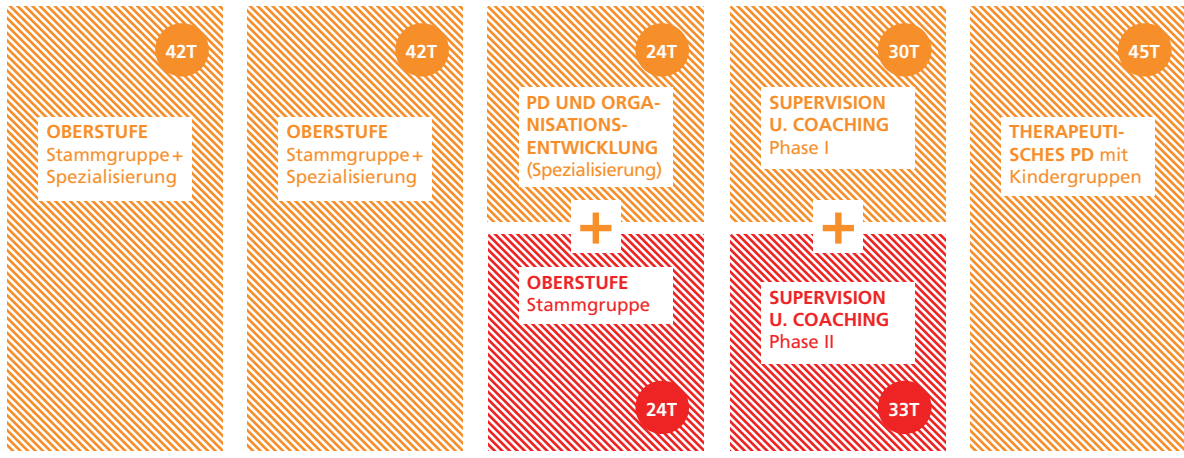 42T
OBERSTUFE
Stammgruppe+
Spezialisierung
42T
OBERSTUFE
Stammgruppe+
Spezialisierung
24T
PD UND ORGA-
NISATIONS-
ENTWICKLUNG
(Spezialisierung)
+
OBERSTUFE
Stammgruppe
24T
30T
SUPERVISION
U. COACHING
Phase I
+
SUPERVISION
U. COACHING
Phase II
33T
45T
THERAPEUTI-
SCHES PD mit
Kindergruppen